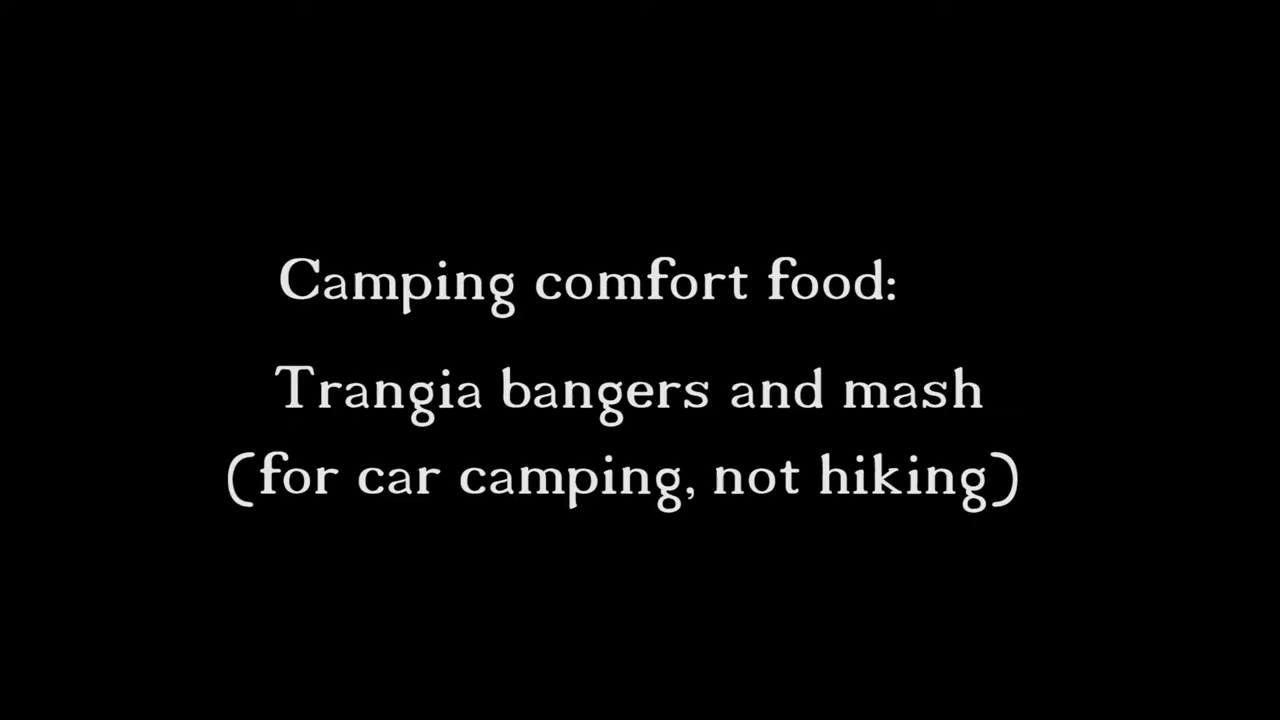 Camping comfort food:
Trangia bangers and mash
(for car camping, not hiking)